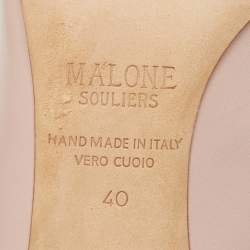 MALONE
SOULIERS
HAND MADE IN ITALY
VERO CUOIO
40